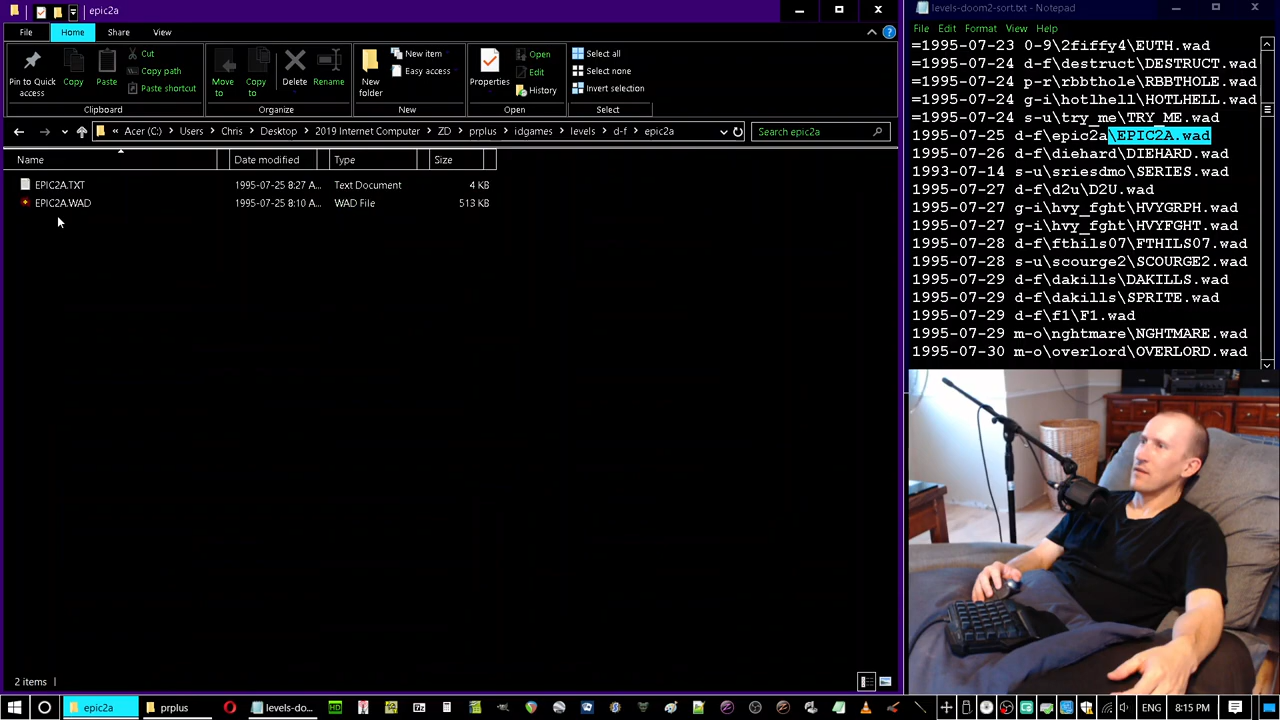 epic2a
File Home Share View
Pin to Quick access
Copy
Paste
Cut
Copy path
Paste shortcut
Clipboard
Move to
Copy to
Delete
Rename
Organize
New folder
New item
Easy access
New
Properties
Open
Edit
History
Open
Select all
Select none
Invert selection
Select
« Acer (C:) > Users > Chris > Desktop > 2019 Internet Computer > ZD > prplus > idgames > levels > d-f > epic2a
Search epic2a
Name Date modified Type Size
EPIC2A.TXT 1995-07-25 8:27 A... Text Document 4 KB
EPIC2A.WAD 1995-07-25 8:10 A... WAD File 513 KB
2 items
levels-doom2-sort.txt - Notepad
File Edit Format View Help
=1995-07-23 0-9\2fiffy4\EUTH.wad
=1995-07-24 d-f\destruct\DESTRUCT.wad
=1995-07-24 p-r\rbbthole\RBBTHOLE.wad
=1995-07-24 g-i\hotlhell\HOTLHELL.wad
=1995-07-24 s-u\try_me\TRY_ME.wad
1995-07-25 d-f\epic2a\EPIC2A.wad
1995-07-26 d-f\diehard\DIEHARD.wad
1993-07-14 s-u\sriesdmo\SERIES.wad
1995-07-27 d-f\d2u\D2U.wad
1995-07-27 g-i\hvy_fght\HVYGRPH.wad
1995-07-27 g-i\hvy_fght\HVYFGHT.wad
1995-07-28 d-f\fthils07\FTHILS07.wad
1995-07-28 s-u\scourge2\SCOURGE2.wad
1995-07-29 d-f\dakills\DAKILLS.wad
1995-07-29 d-f\dakills\SPRITE.wad
1995-07-29 d-f\f1\F1.wad
1995-07-29 m-o\nghtmare\NGHTMARE.wad
1995-07-30 m-o\overlord\OVERLORD.wad
epic2a
prplus
levels-do...
ENG
8:15 PM